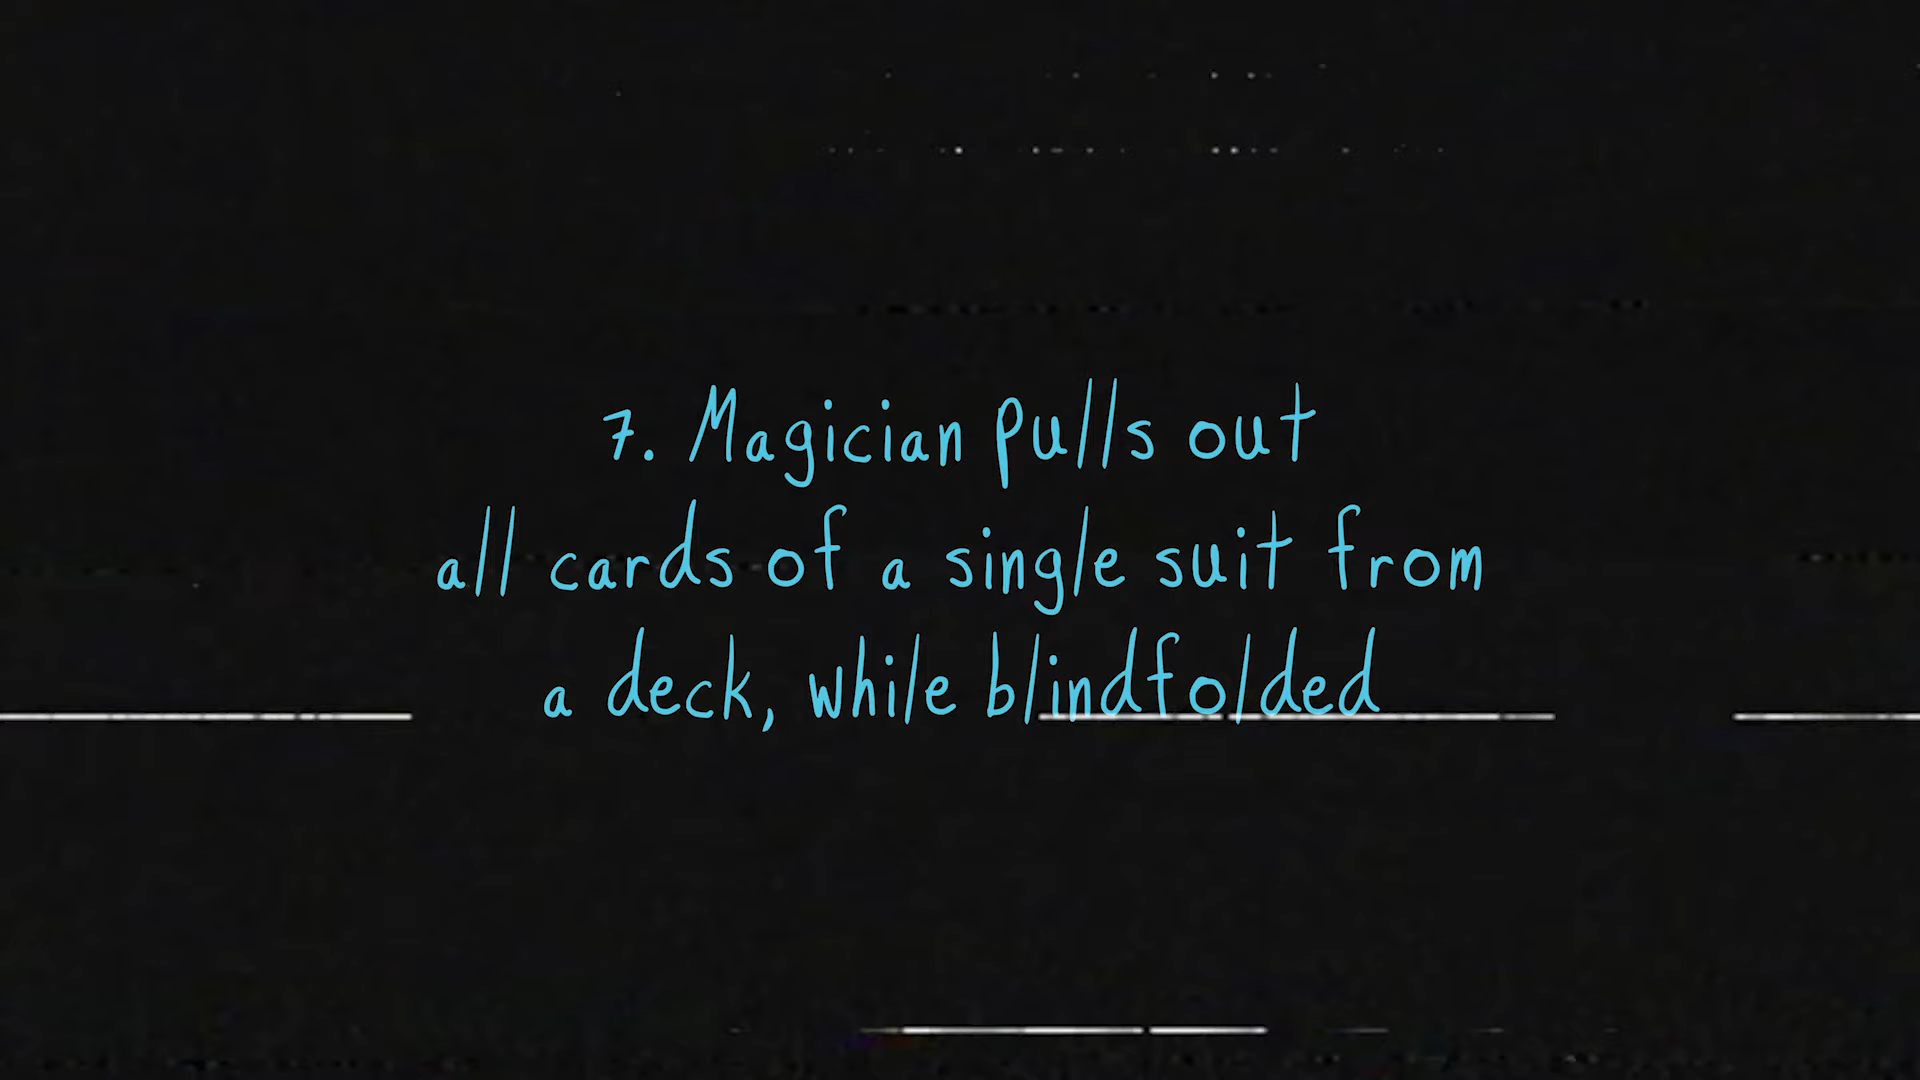 7. Magician pulls out
all cards of a single suit from
a deck, while blindfolded